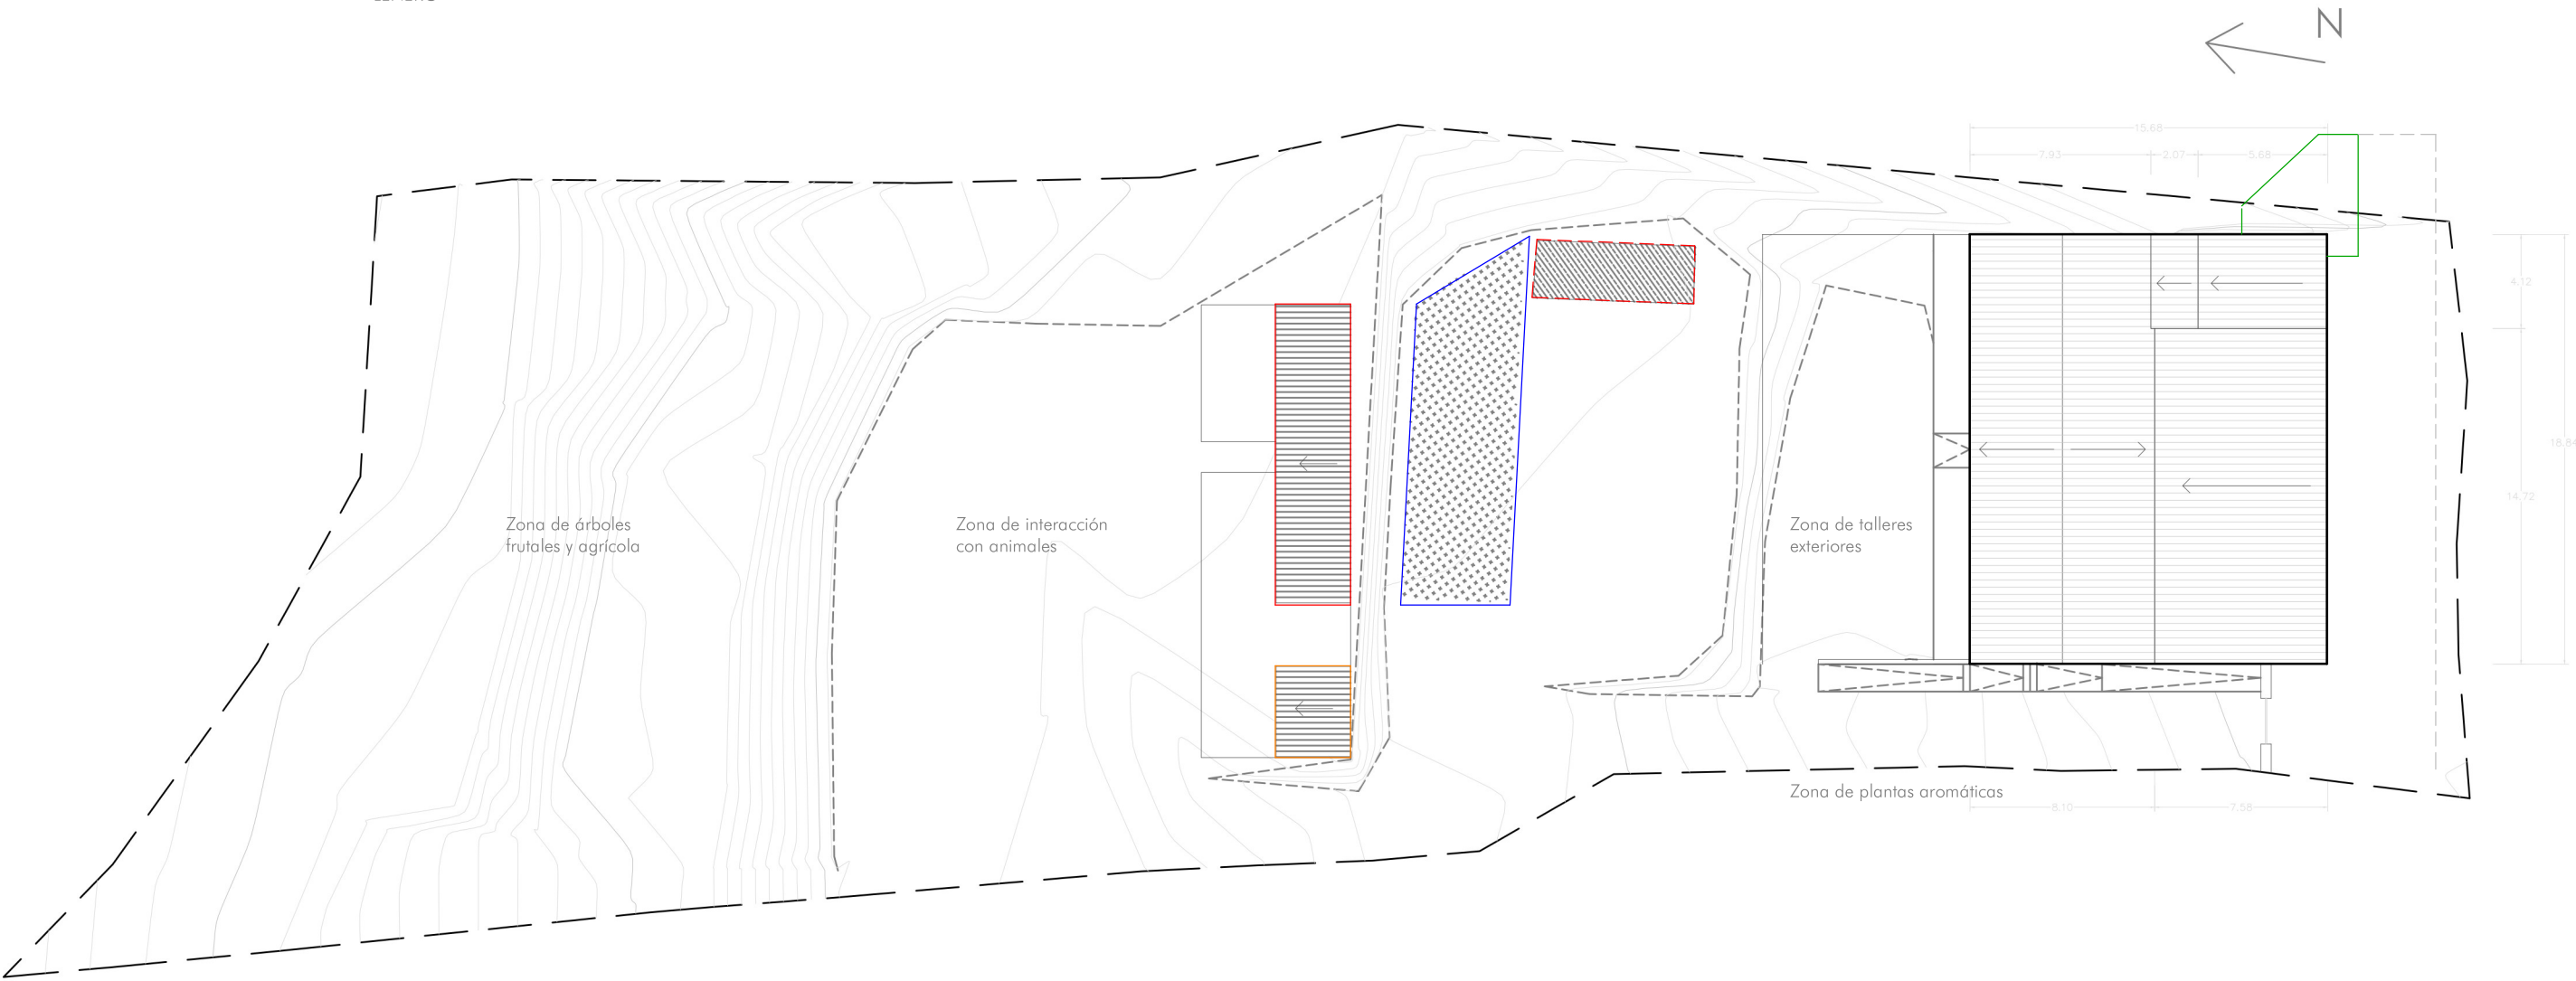 N
15.68
7.93
2.07
5.68
4.12
18.84
14.72
Zona de árboles
frutales y agrícola
Zona de interacción
con animales
Zona de talleres
exteriores
Zona de plantas aromáticas
8.10
7.58